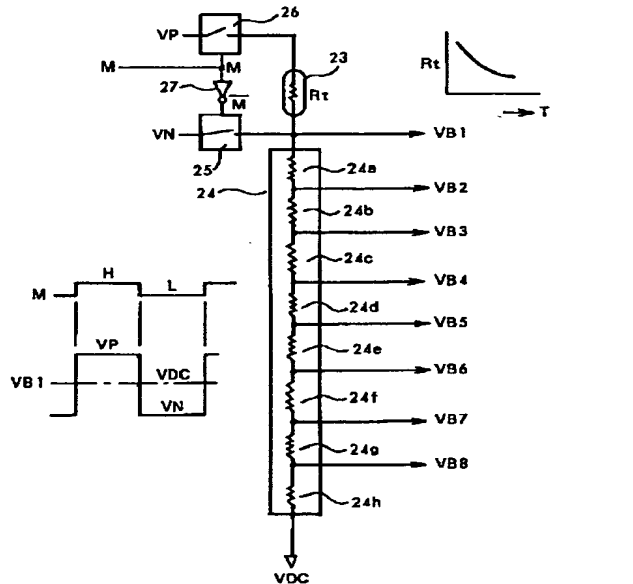 26
VP
23
M
M
27
Rt
M
VN
VB1
25
24
24a
VB2
24b
VB3
24c
VB4
24d
VB5
24e
VB6
24f
VB7
24g
VB8
24h
VDC
Rt
T
H
M
L
VP
VB1
VDC
VN